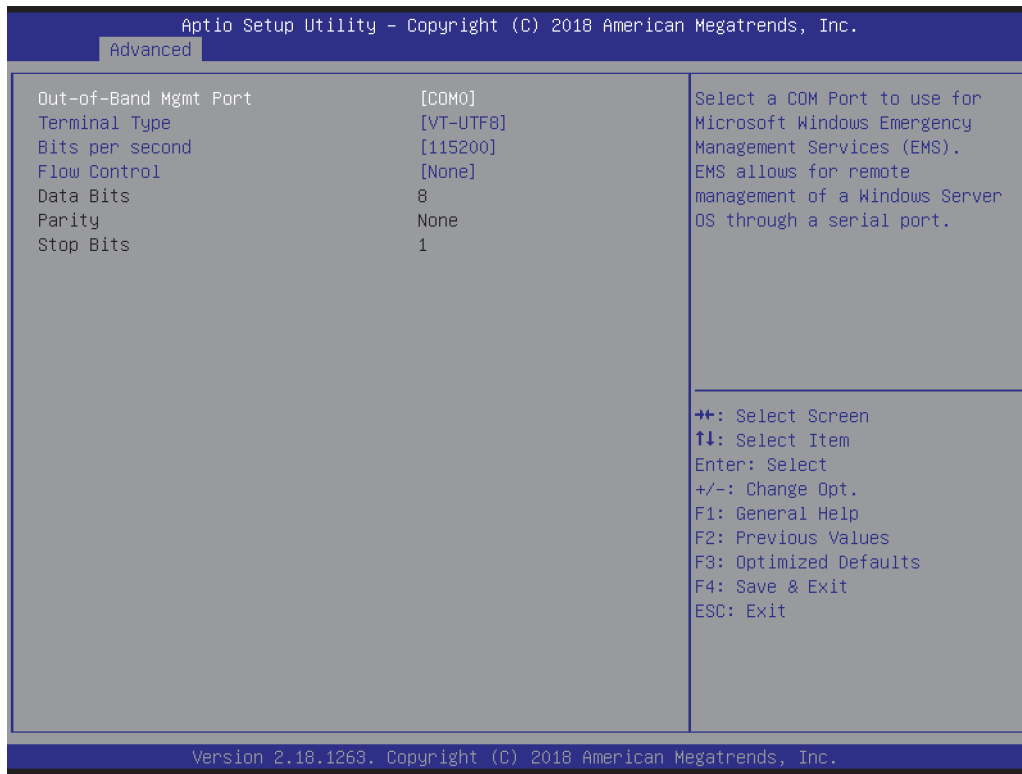 Aptio Setup Utility – Copyright (C) 2018 American Megatrends, Inc.
Advanced
Out-of-Band Mgmt Port [COM0]
Terminal Type [VT-UTF8]
Bits per second [115200]
Flow Control [None]
Data Bits 8
Parity None
Stop Bits 1
Select a COM Port to use for
Microsoft Windows Emergency
Management Services (EMS).
EMS allows for remote
management of a Windows Server
OS through a serial port.
→←: Select Screen
↑↓: Select Item
Enter: Select
+/-: Change Opt.
F1: General Help
F2: Previous Values
F3: Optimized Defaults
F4: Save & Exit
ESC: Exit
Version 2.18.1263. Copyright (C) 2018 American Megatrends, Inc.